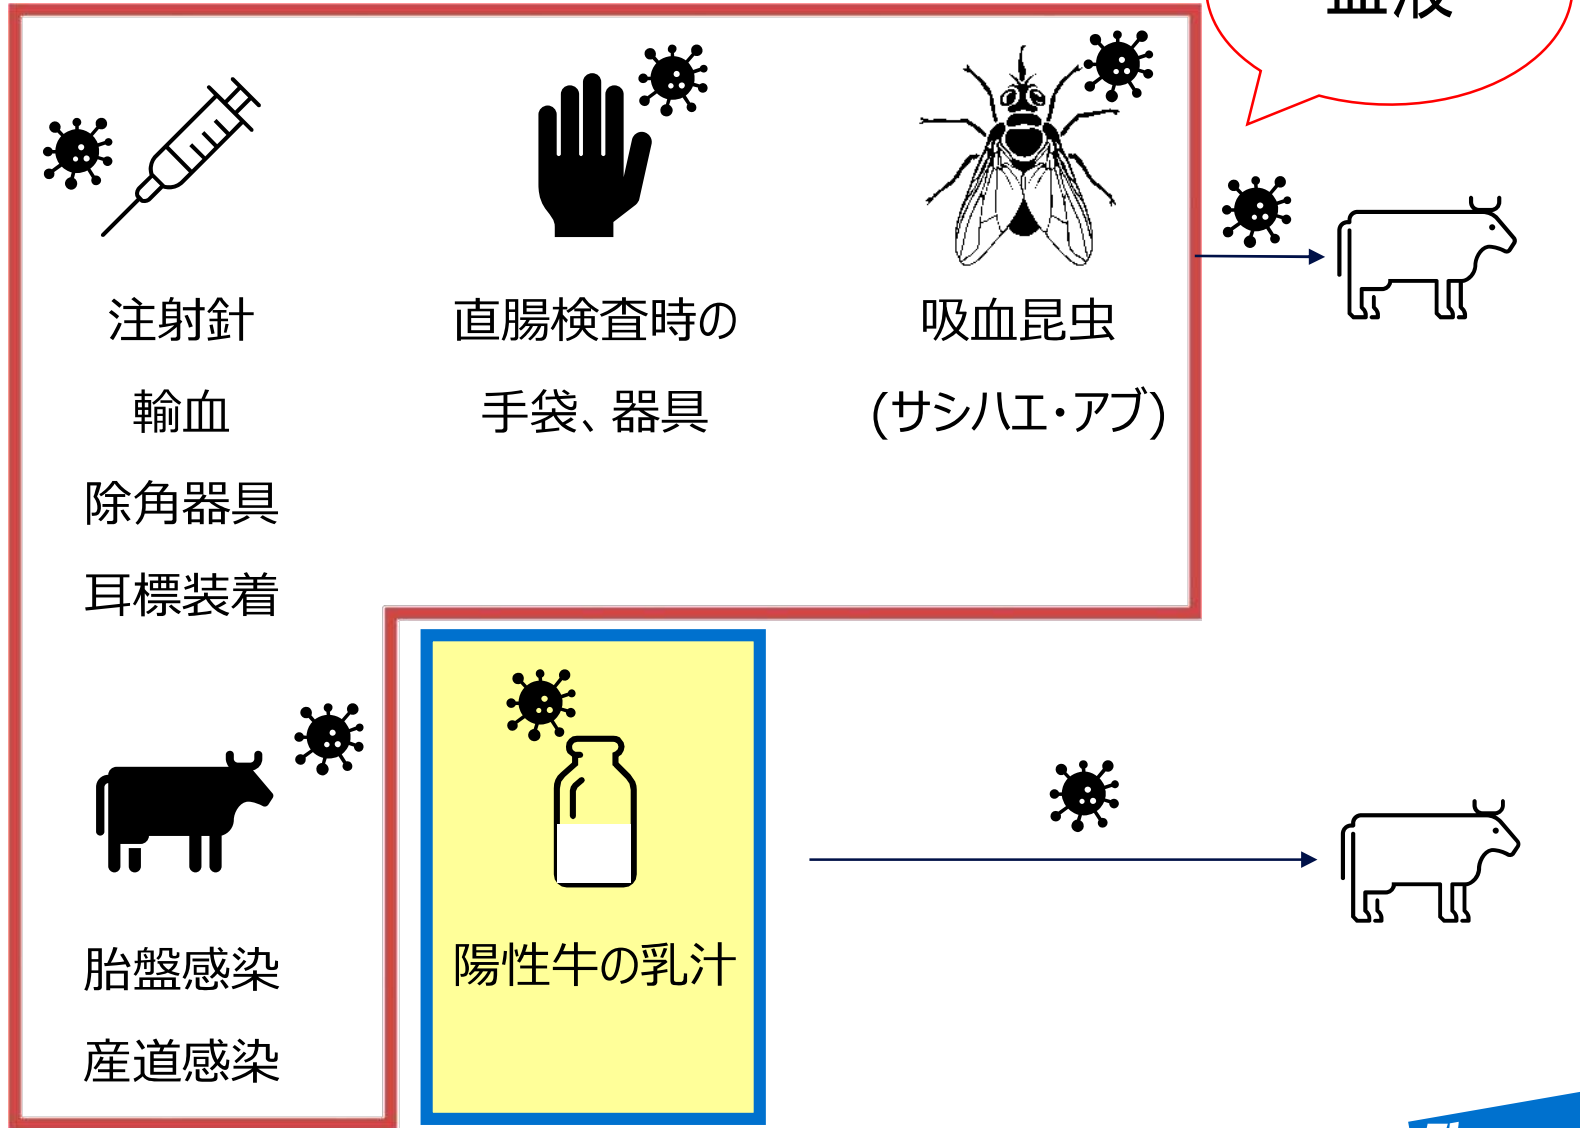 血液
注射針
輸血
除角器具
耳標装着
直腸検査時の
手袋、器具
吸血昆虫
(サシハエ・アブ)
胎盤感染
産道感染
陽性牛の乳汁